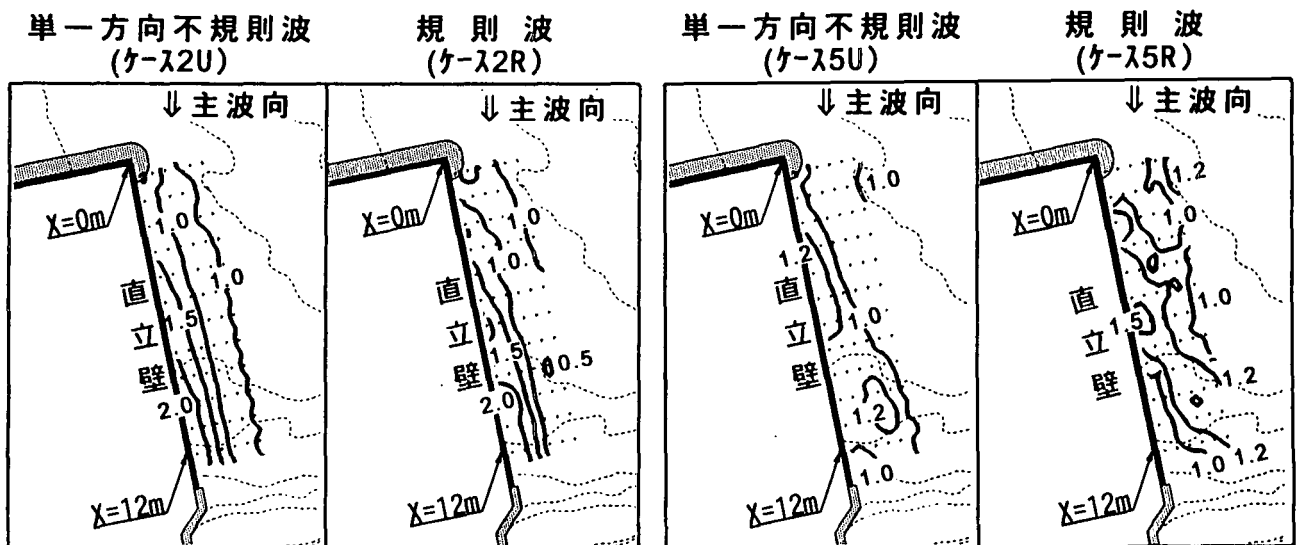 単一方向不規則波
(ケース2U)
規則波
(ケース2R)
単一方向不規則波
(ケース5U)
規則波
(ケース5R)
⇓主波向
X=0m
1.0
1.0
直立壁
1.5
2.0
X=12m
⇓主波向
X=0m
1.0
1.0
直立壁
1.5
0.5
2.0
X=12m
⇓主波向
1.0
X=0m
1.2
直立壁
1.0
1.2
1.0
X=12m
⇓主波向
1.2
X=0m
1.0
直立壁
1.0
1.5
1.2
1.0 1.2
X=12m